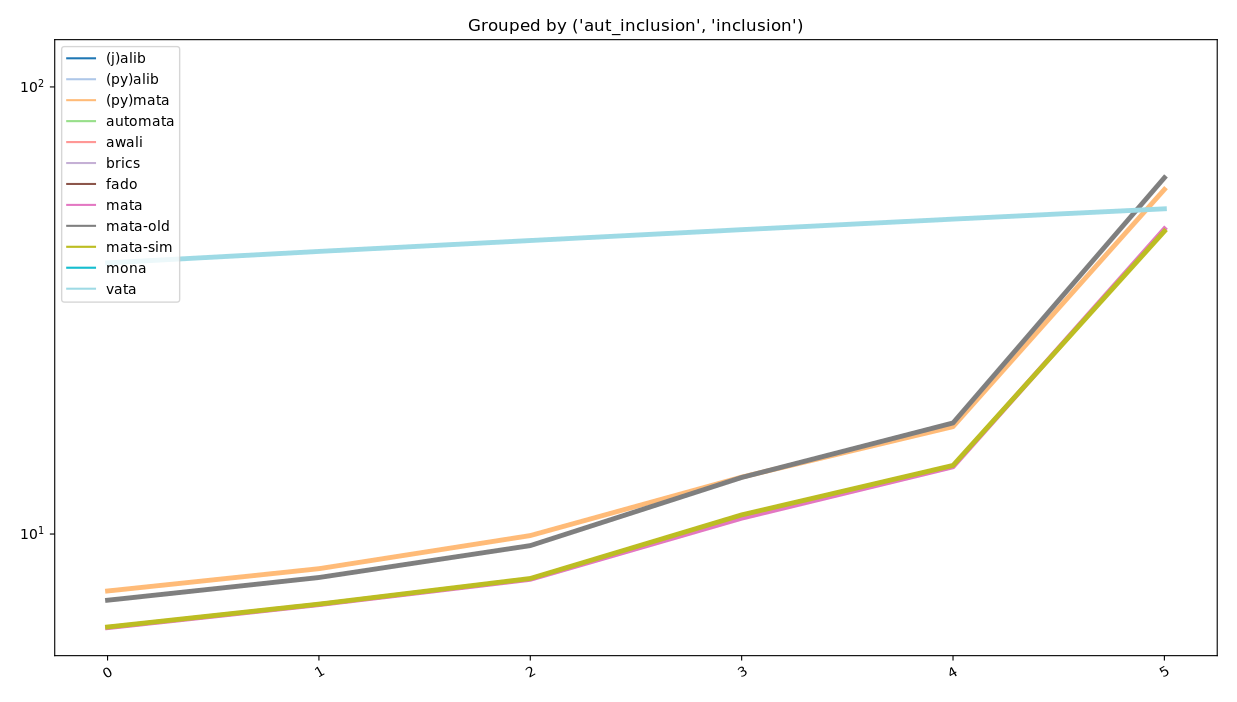 Grouped by ('aut_inclusion', 'inclusion')
10²
10¹
(j)alib
(py)alib
(py)mata
automata
awali
brics
fado
mata
mata-old
mata-sim
mona
vata
0 1 2 3 4 5